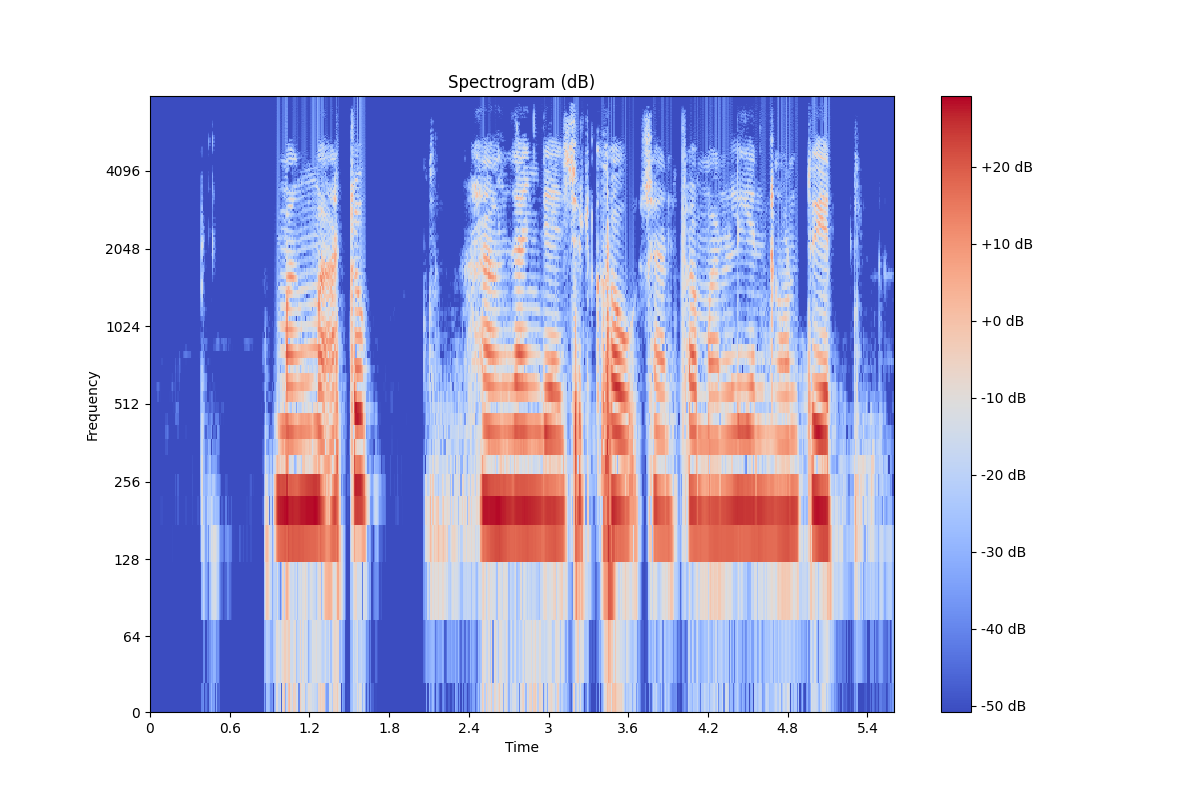 Spectrogram (dB)
4096
2048
1024
512
256
128
64
0
Frequency
0 0.6 1.2 1.8 2.4 3 3.6 4.2 4.8 5.4
Time
+20 dB
+10 dB
+0 dB
-10 dB
-20 dB
-30 dB
-40 dB
-50 dB